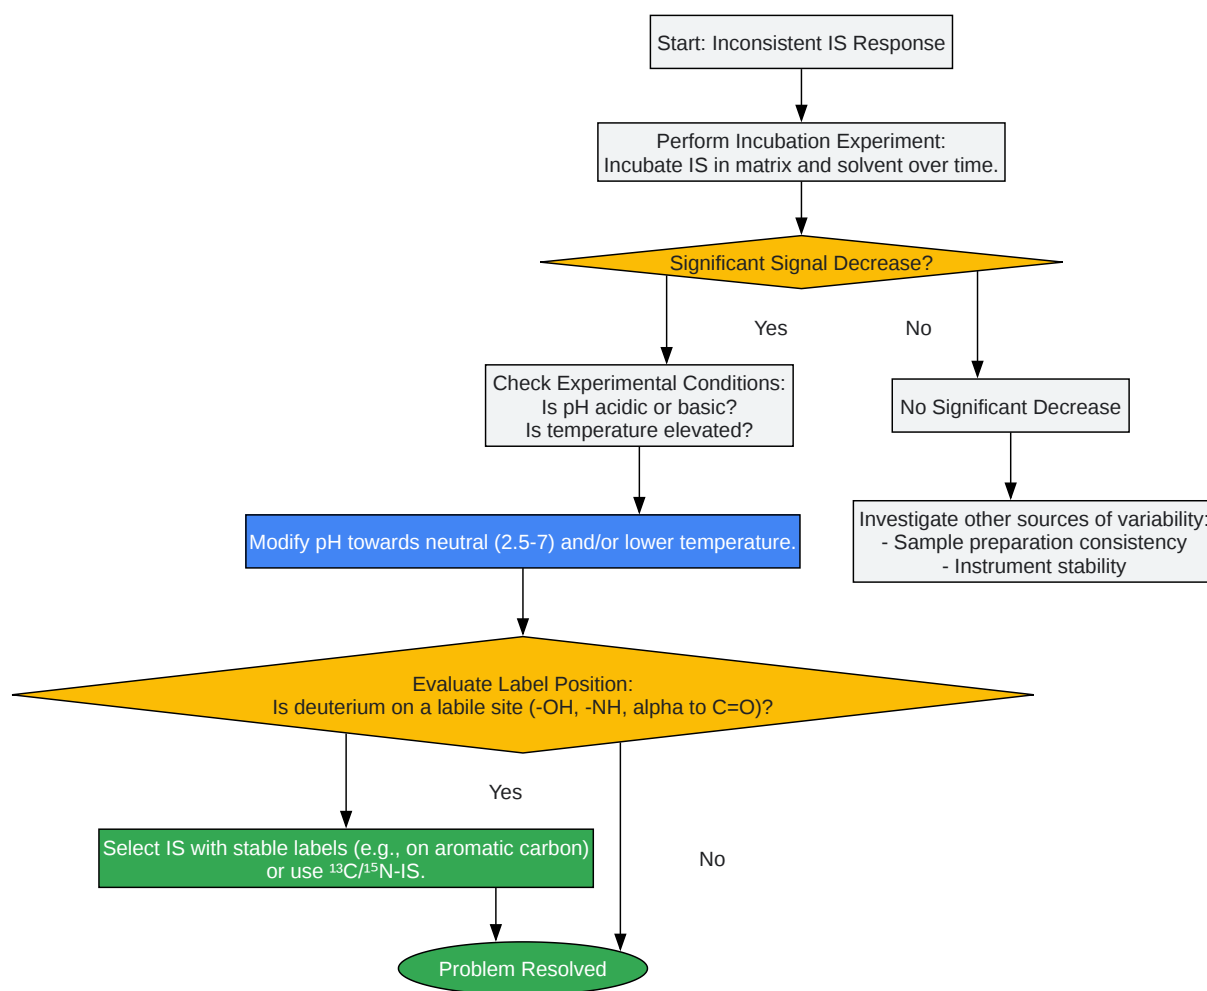 Start: Inconsistent IS Response
Perform Incubation Experiment:
Incubate IS in matrix and solvent over time.
Significant Signal Decrease?
Yes
No
Check Experimental Conditions:
Is pH acidic or basic?
Is temperature elevated?
No Significant Decrease
Modify pH towards neutral (2.5-7) and/or lower temperature.
Investigate other sources of variability:
- Sample preparation consistency
- Instrument stability
Evaluate Label Position:
Is deuterium on a labile site (-OH, -NH, alpha to C=O)?
Yes
No
Select IS with stable labels (e.g., on aromatic carbon)
or use ¹³C/¹⁵N-IS.
Problem Resolved